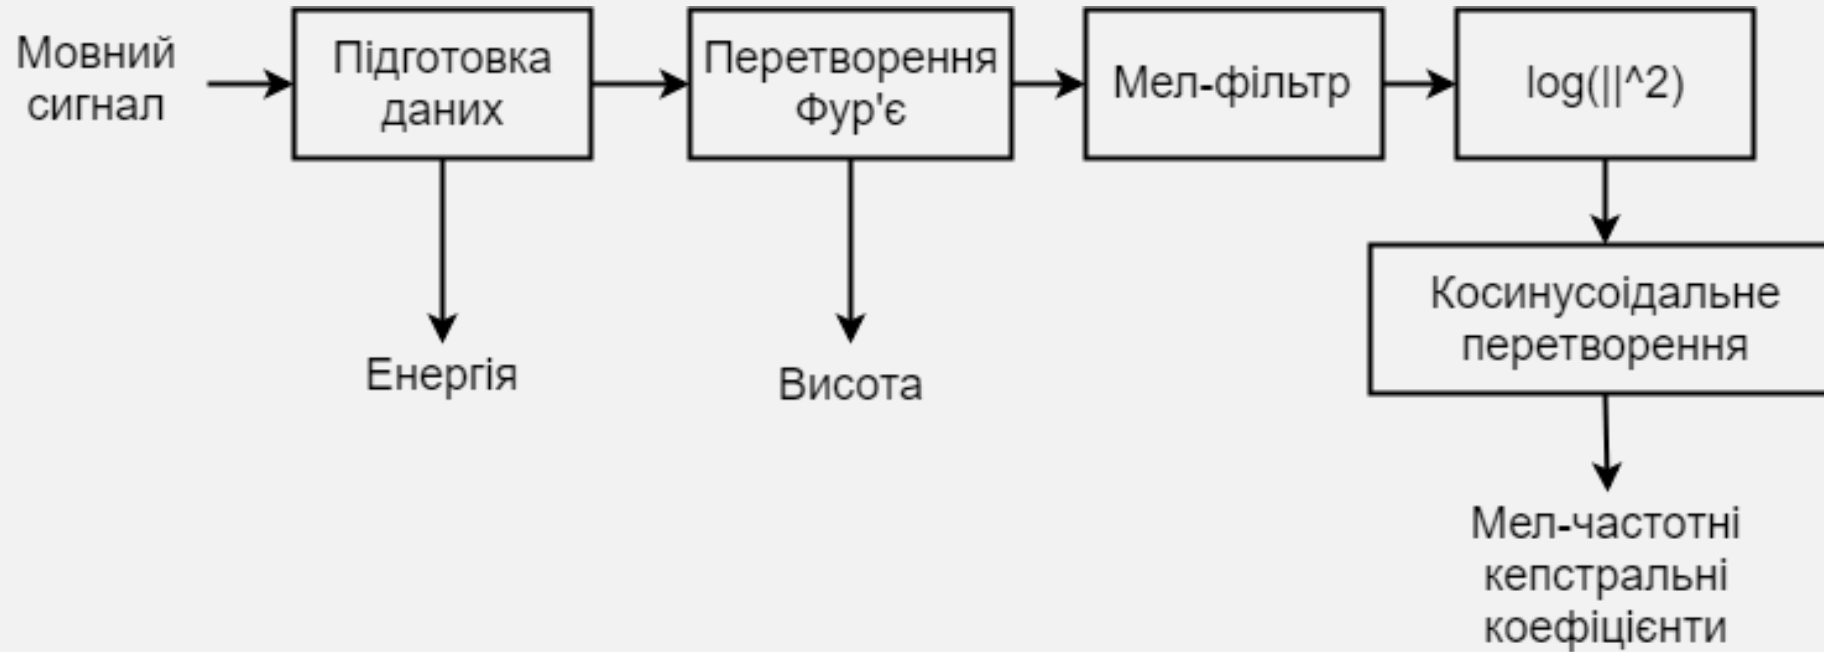 Мовний
сигнал
Підготовка
даних
Перетворення
Фур'є
Мел-фільтр
log(||^2)
Енергія
Висота
Косинусоідальне
перетворення
Мел-частотні
кепстральні
коефіцієнти